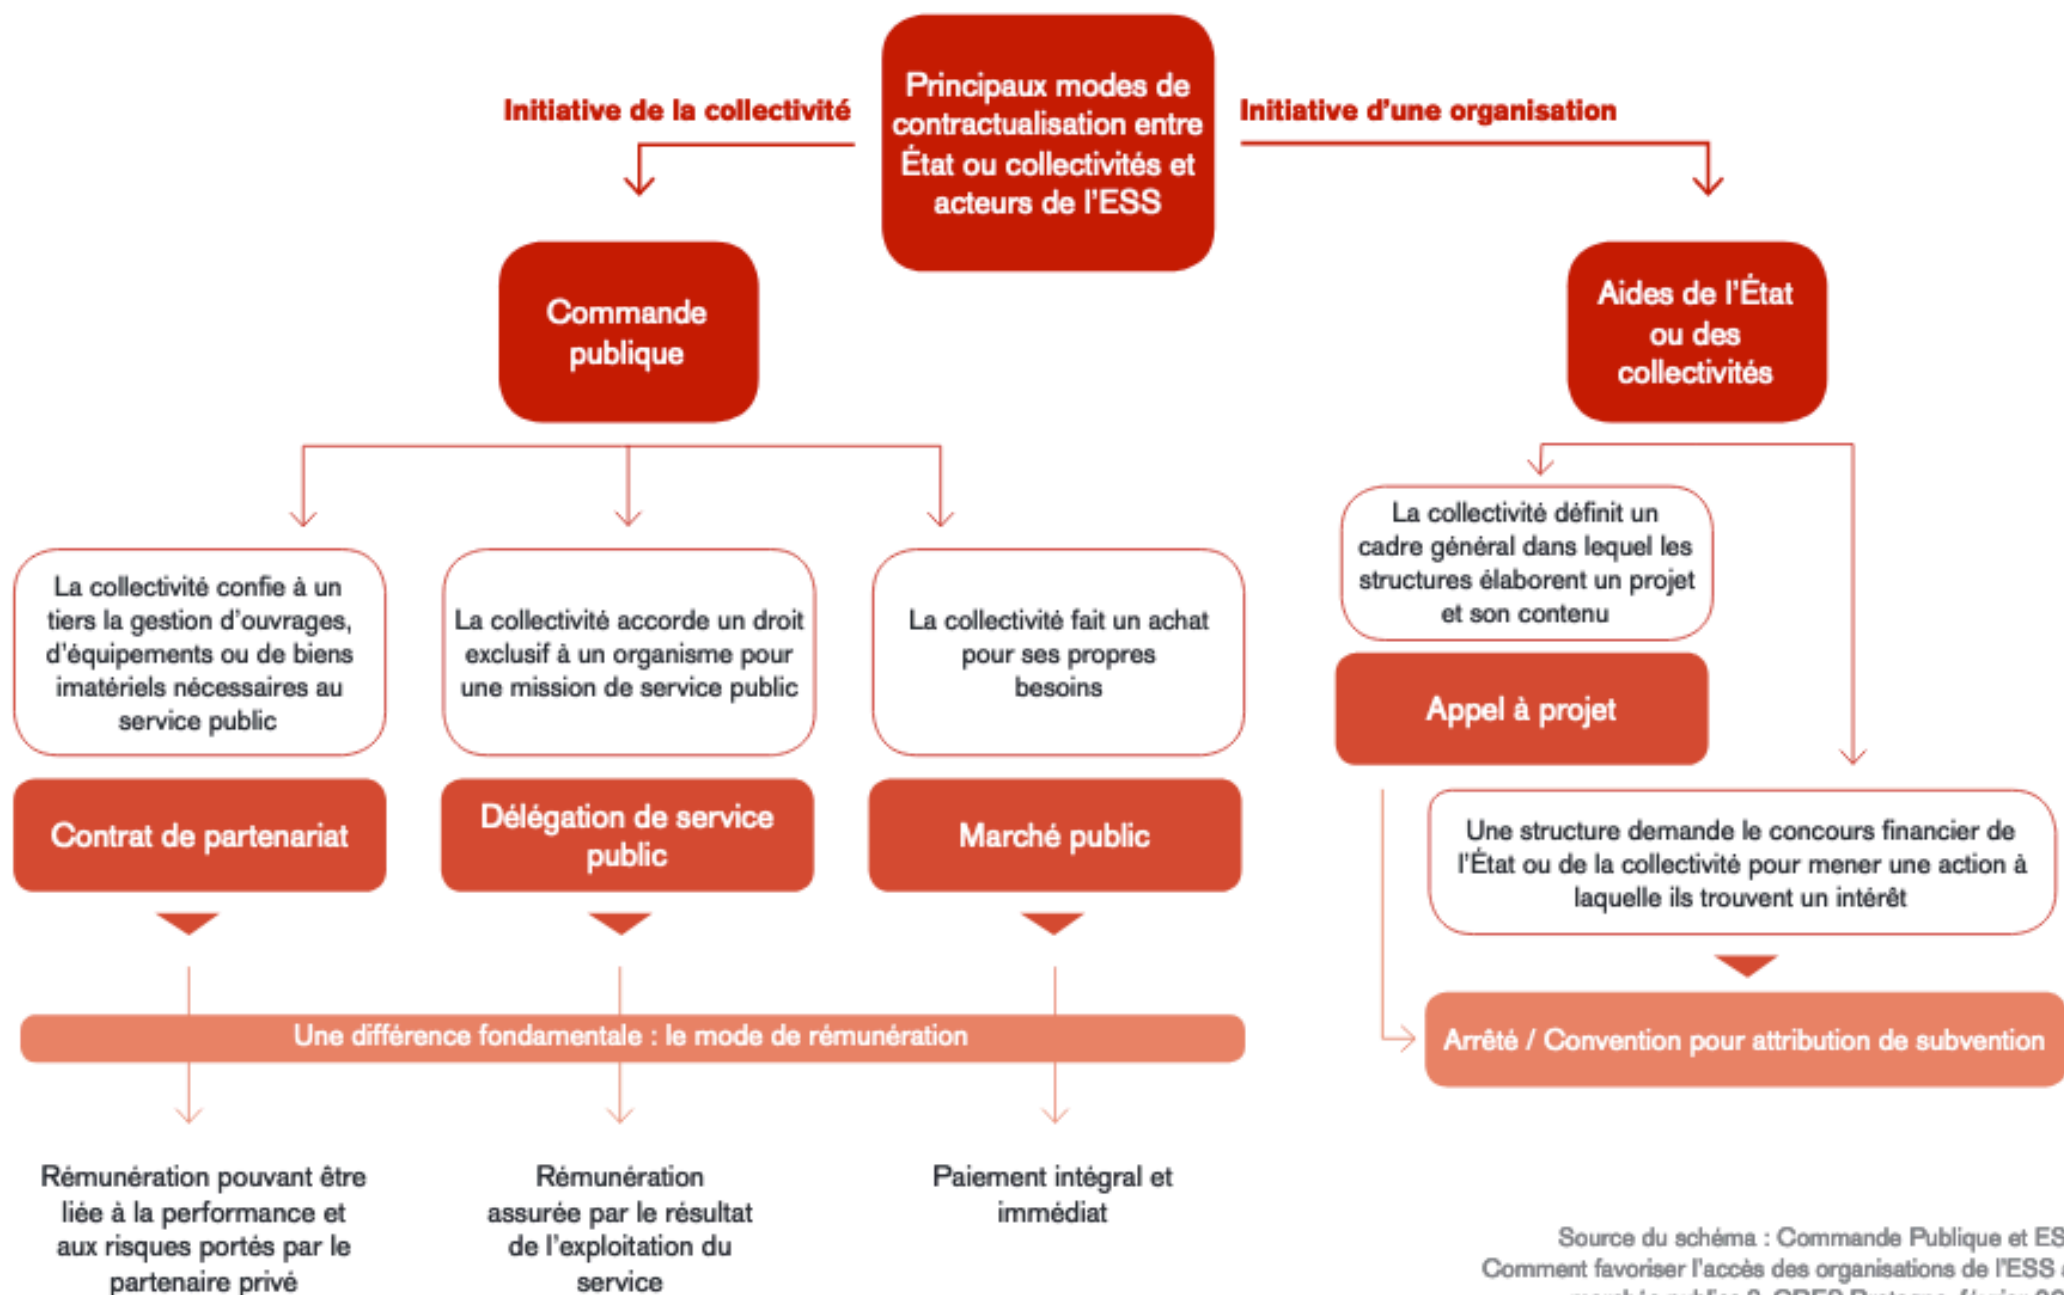 Principaux modes de
contractualisation entre
État ou collectivités et
acteurs de l'ESS
Initiative de la collectivité
Initiative d'une organisation
Commande
publique
Aides de l'État
ou des
collectivités
La collectivité confie à un
tiers la gestion d'ouvrages,
d'équipements ou de biens
imatériels nécessaires au
service public
Contrat de partenariat
La collectivité accorde un droit
exclusif à un organisme pour
une mission de service public
Délégation de service
public
La collectivité fait un achat
pour ses propres
besoins
Marché public
La collectivité définit un
cadre général dans lequel les
structures élaborent un projet
et son contenu
Appel à projet
Une structure demande le concours financier de
l'État ou de la collectivité pour mener une action à
laquelle ils trouvent un intérêt
Arrêté / Convention pour attribution de subvention
Une différence fondamentale : le mode de rémunération
Rémunération pouvant être
liée à la performance et
aux risques portés par le
partenaire privé
Rémunération
assurée par le résultat
de l'exploitation du
service
Paiement intégral et
immédiat
Source du schéma : Commande Publique et ES
Comment favoriser l'accès des organisations de l'ESS
marchés publics ? CRES Bretagne, février